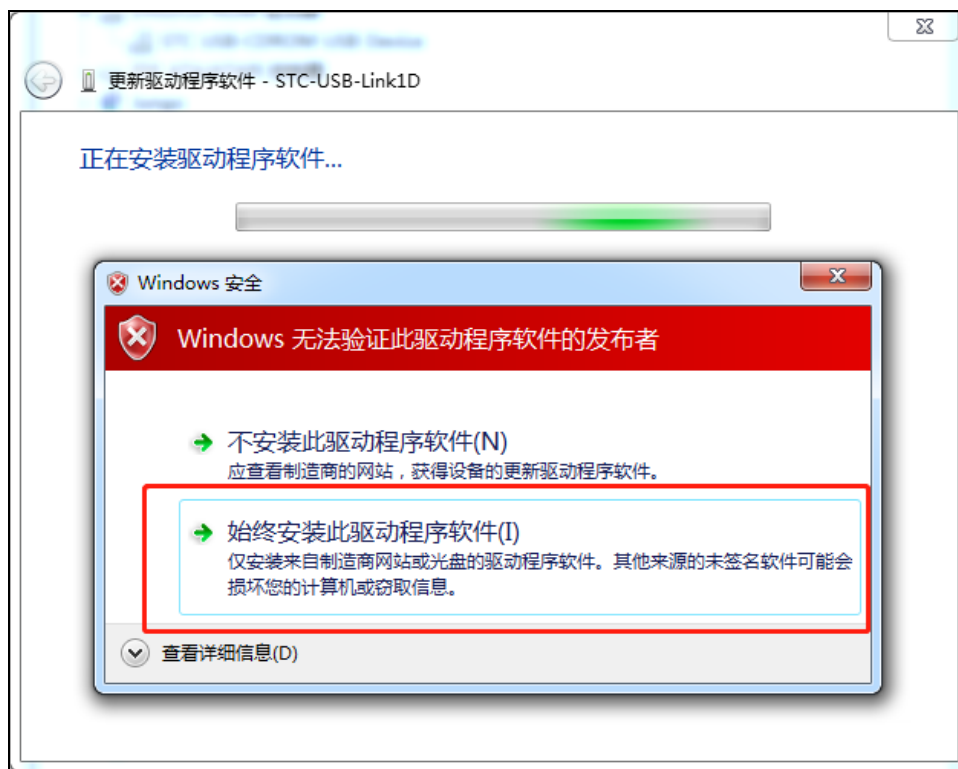 STC USB-CDROM USB Device
更新驱动程序软件 - STC-USB-Link1D
正在安装驱动程序软件...
Windows 安全
Windows 无法验证此驱动程序软件的发布者
不安装此驱动程序软件(N)
应查看制造商的网站，获得设备的更新驱动程序软件。
始终安装此驱动程序软件(I)
仅安装来自制造商网站或光盘的驱动程序软件。其他来源的未签名软件可能会
损坏您的计算机或窃取信息。
查看详细信息(D)